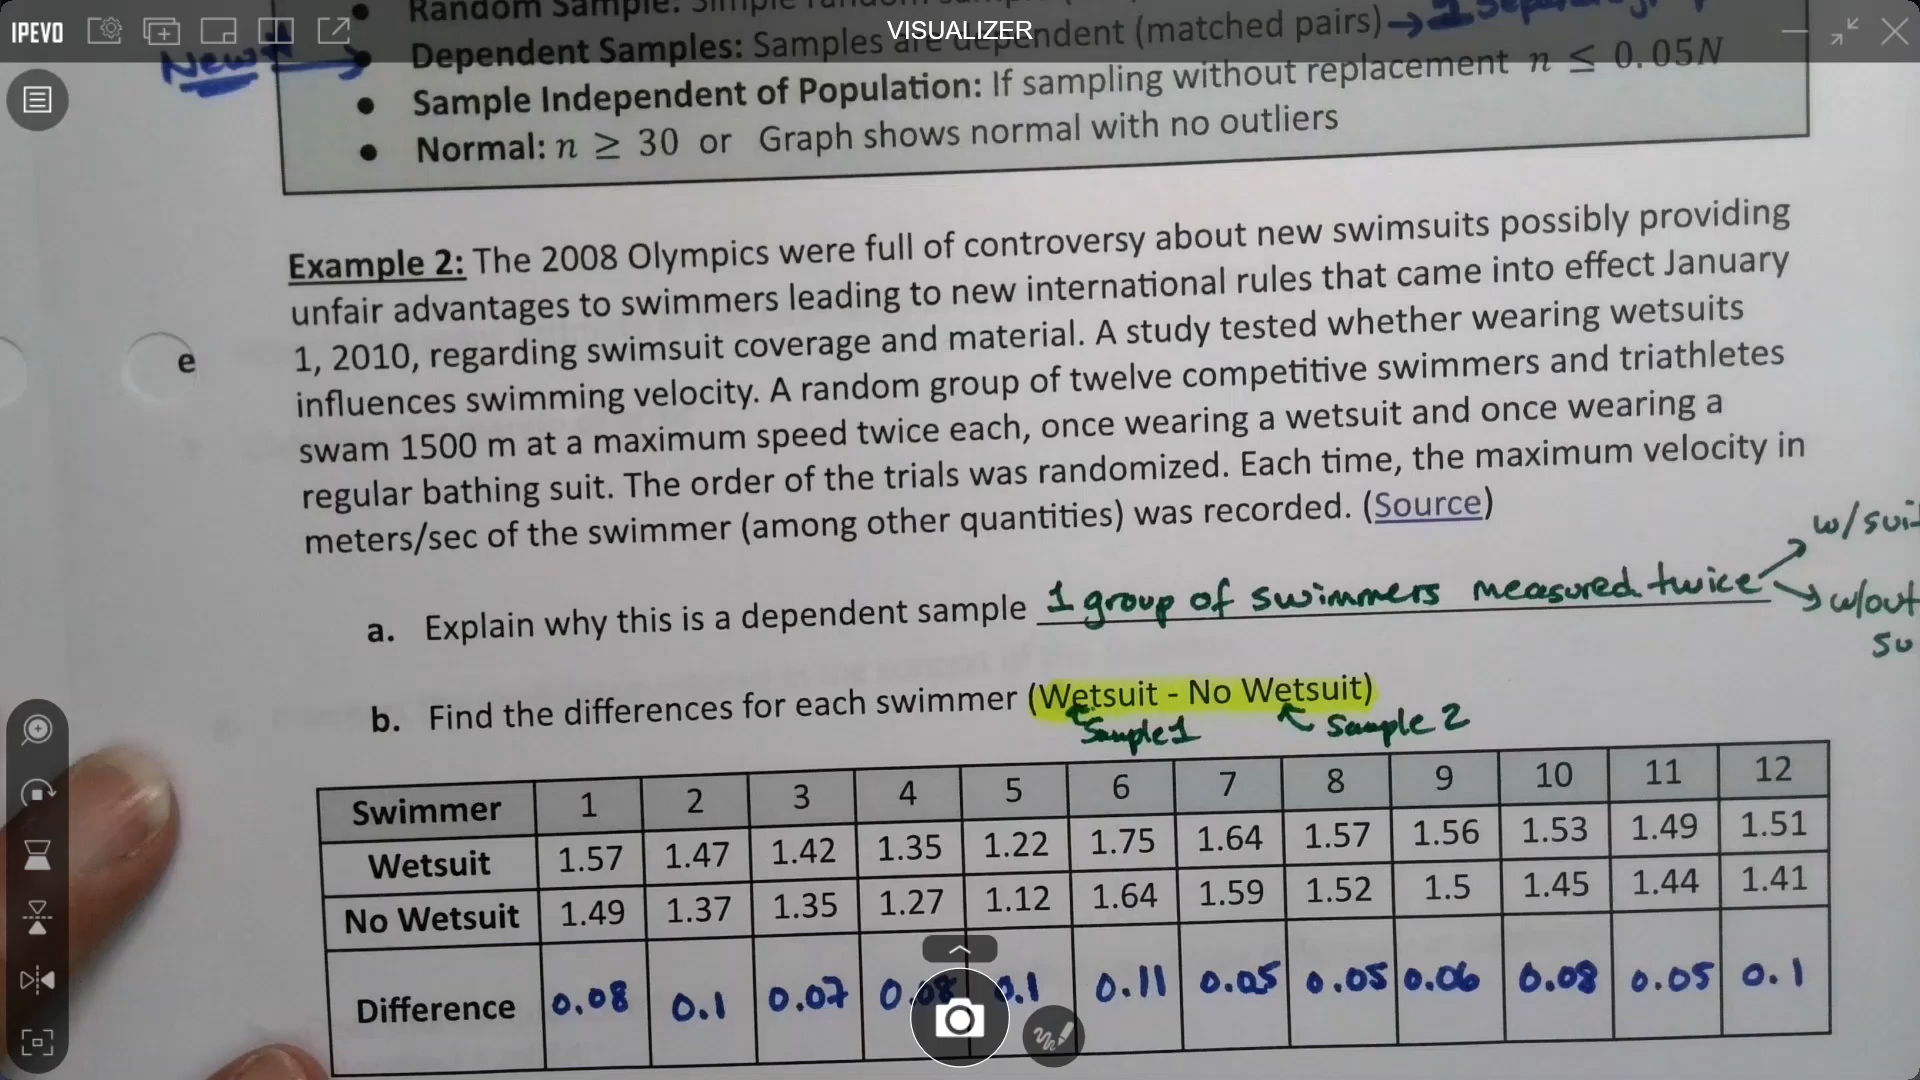 IPEVO
VISUALIZER
Random Sample:
New
Dependent Samples: Samples are dependent (matched pairs) →
Sample Independent of Population: If sampling without replacement n ≤ 0.05N
Normal: n ≥ 30 or Graph shows normal with no outliers
Example 2: The 2008 Olympics were full of controversy about new swimsuits possibly providing
unfair advantages to swimmers leading to new international rules that came into effect January
1, 2010, regarding swimsuit coverage and material. A study tested whether wearing wetsuits
e
influences swimming velocity. A random group of twelve competitive swimmers and triathletes
swam 1500 m at a maximum speed twice each, once wearing a wetsuit and once wearing a
regular bathing suit. The order of the trials was randomized. Each time, the maximum velocity in
meters/sec of the swimmer (among other quantities) was recorded. (Source)
w/sui
a. Explain why this is a dependent sample 1 group of swimmers measured twice
w/out
su
b. Find the differences for each swimmer (Wetsuit - No Wetsuit)
Sample 1 Sample 2
Swimmer 1 2 3 4 5 6 7 8 9 10 11 12
Wetsuit 1.57 1.47 1.42 1.35 1.22 1.75 1.64 1.57 1.56 1.53 1.49 1.51
No Wetsuit 1.49 1.37 1.35 1.27 1.12 1.64 1.59 1.52 1.5 1.45 1.44 1.41
Difference 0.08 0.1 0.07 0.08 0.1 0.11 0.05 0.05 0.06 0.08 0.05 0.1